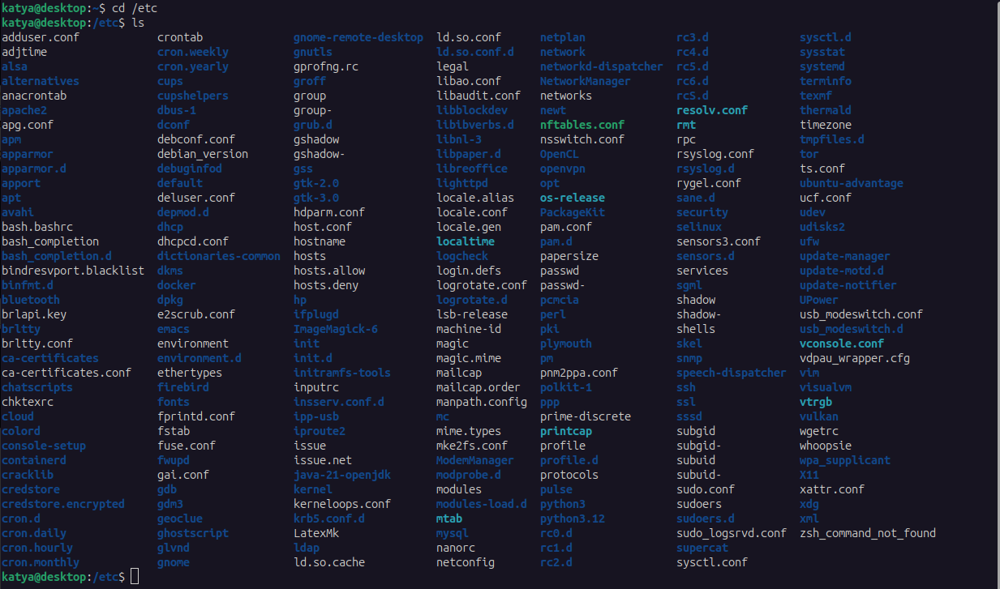 katya@desktop:~$ cd /etc
katya@desktop:/etc$ ls
adduser.conf crontab gnome-remote-desktop ld.so.conf netplan rc3.d sysctl.d
adjtime cron.weekly gnutls ld.so.conf.d network rc4.d sysstat
alsa cron.yearly gprofng.rc legal networkd-dispatcher rc5.d systemd
alternatives cups groff libao.conf NetworkManager rc6.d terminfo
anacrontab cupshelpers group libaudit.conf networks rcS.d texmf
apache2 dbus-1 group- libblockdev newt resolv.conf thermald
apg.conf dconf grub.d libibverbs.d nftables.conf rmt timezone
apm debconf.conf gshadow libnl-3 nsswitch.conf rpc tmpfiles.d
apparmor debian_version gshadow- libpaper.d OpenCL rsyslog.conf tor
apparmor.d debuginfod gss libreoffice openvpn rsyslog.d ts.conf
apport default gtk-2.0 lighttpd opt rygel.conf ubuntu-advantage
apt deluser.conf gtk-3.0 locale.alias os-release sane.d ucf.conf
avahi depmod.d hdparm.conf locale.conf PackageKit security udev
bash.bashrc dhcp host.conf locale.gen pam.conf selinux udisks2
bash_completion dhcpcd.conf hostname localtime pam.d sensors3.conf ufw
bash_completion.d dictionaries-common hosts logcheck papersize sensors.d update-manager
bindresvport.blacklist dkms hosts.allow login.defs passwd services update-motd.d
binfmt.d docker hosts.deny logrotate.conf passwd- sgml update-notifier
bluetooth dpkg hp logrotate.d pcmcia shadow UPower
brlapi.key e2scrub.conf ifplugd lsb-release perl shadow- usb_modeswitch.conf
brltty emacs ImageMagick-6 machine-id pki shells usb_modeswitch.d
brltty.conf environment init magic plymouth skel vconsole.conf
ca-certificates environment.d init.d magic.mime pm snmp vdpau_wrapper.cfg
ca-certificates.conf ethertypes initramfs-tools mailcap pnm2ppa.conf speech-dispatcher vim
chatscripts firebird inputrc mailcap.order polkit-1 ssh visualvm
chktexrc fonts insserv.conf.d manpath.config ppp ssl vtrgb
cloud fprintd.conf ipp-usb mc prime-discrete sssd vulkan
colord fstab iproute2 mime.types printcap subgid wgetrc
console-setup fuse.conf issue mke2fs.conf profile subgid- whoopsie
containerd fwupd issue.net ModemManager profile.d subuid wpa_supplicant
cracklib gai.conf java-21-openjdk modprobe.d protocols subuid- X11
credstore gdb kernel modules pulse sudo.conf xattr.conf
credstore.encrypted gdm3 kerneloops.conf modules-load.d python3 sudoers xdg
cron.d geoclue krb5.conf.d mtab python3.12 sudoers.d xml
cron.daily ghostscript LatexMk mysql rc0.d sudo_logsrvd.conf zsh_command_not_found
cron.hourly glvnd ldap nanorc rc1.d supercat
cron.monthly gnome ld.so.cache netconfig rc2.d sysctl.conf
katya@desktop:/etc$